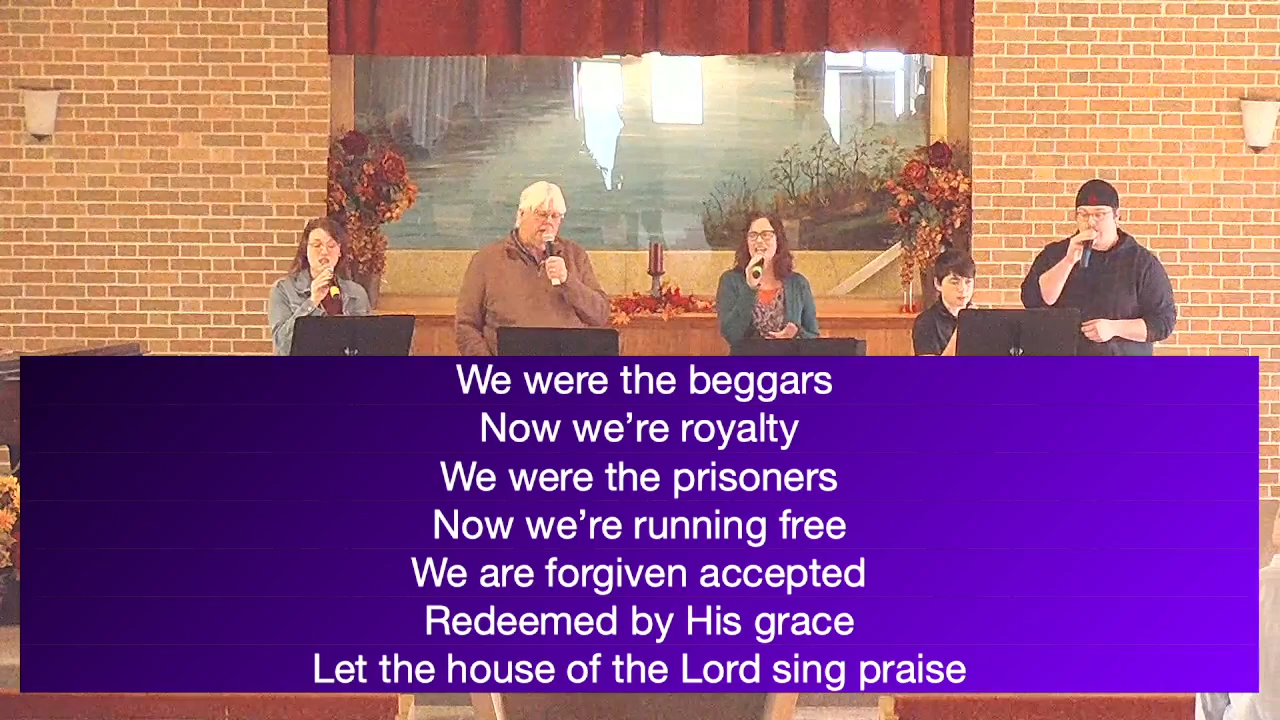 We were the beggars
Now we’re royalty
We were the prisoners
Now we’re running free
We are forgiven accepted
Redeemed by His grace
Let the house of the Lord sing praise